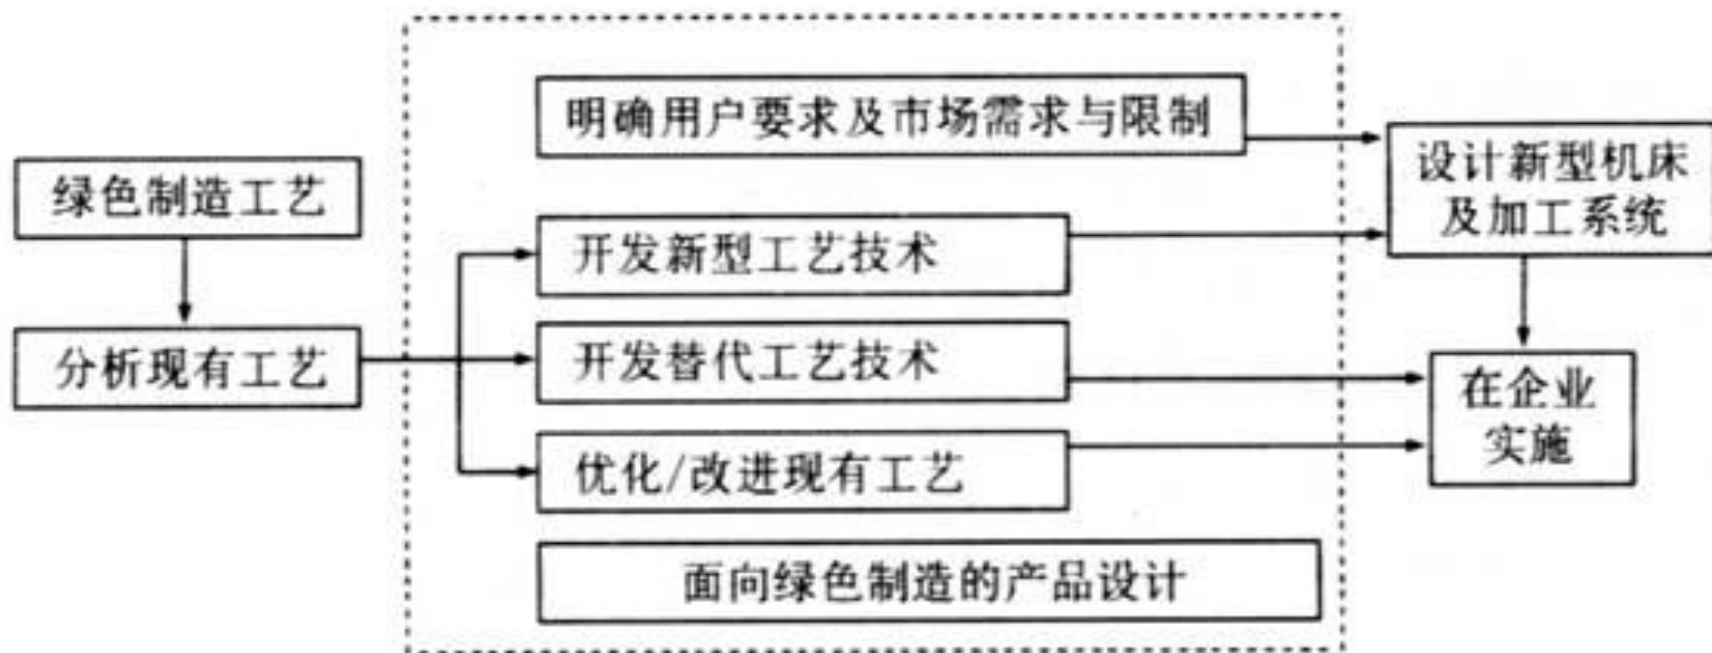 明确用户要求及市场需求与限制
设计新型机床
及加工系统
绿色制造工艺
开发新型工艺技术
分析现有工艺
开发替代工艺技术
在企业
实施
优化/改进现有工艺
面向绿色制造的产品设计